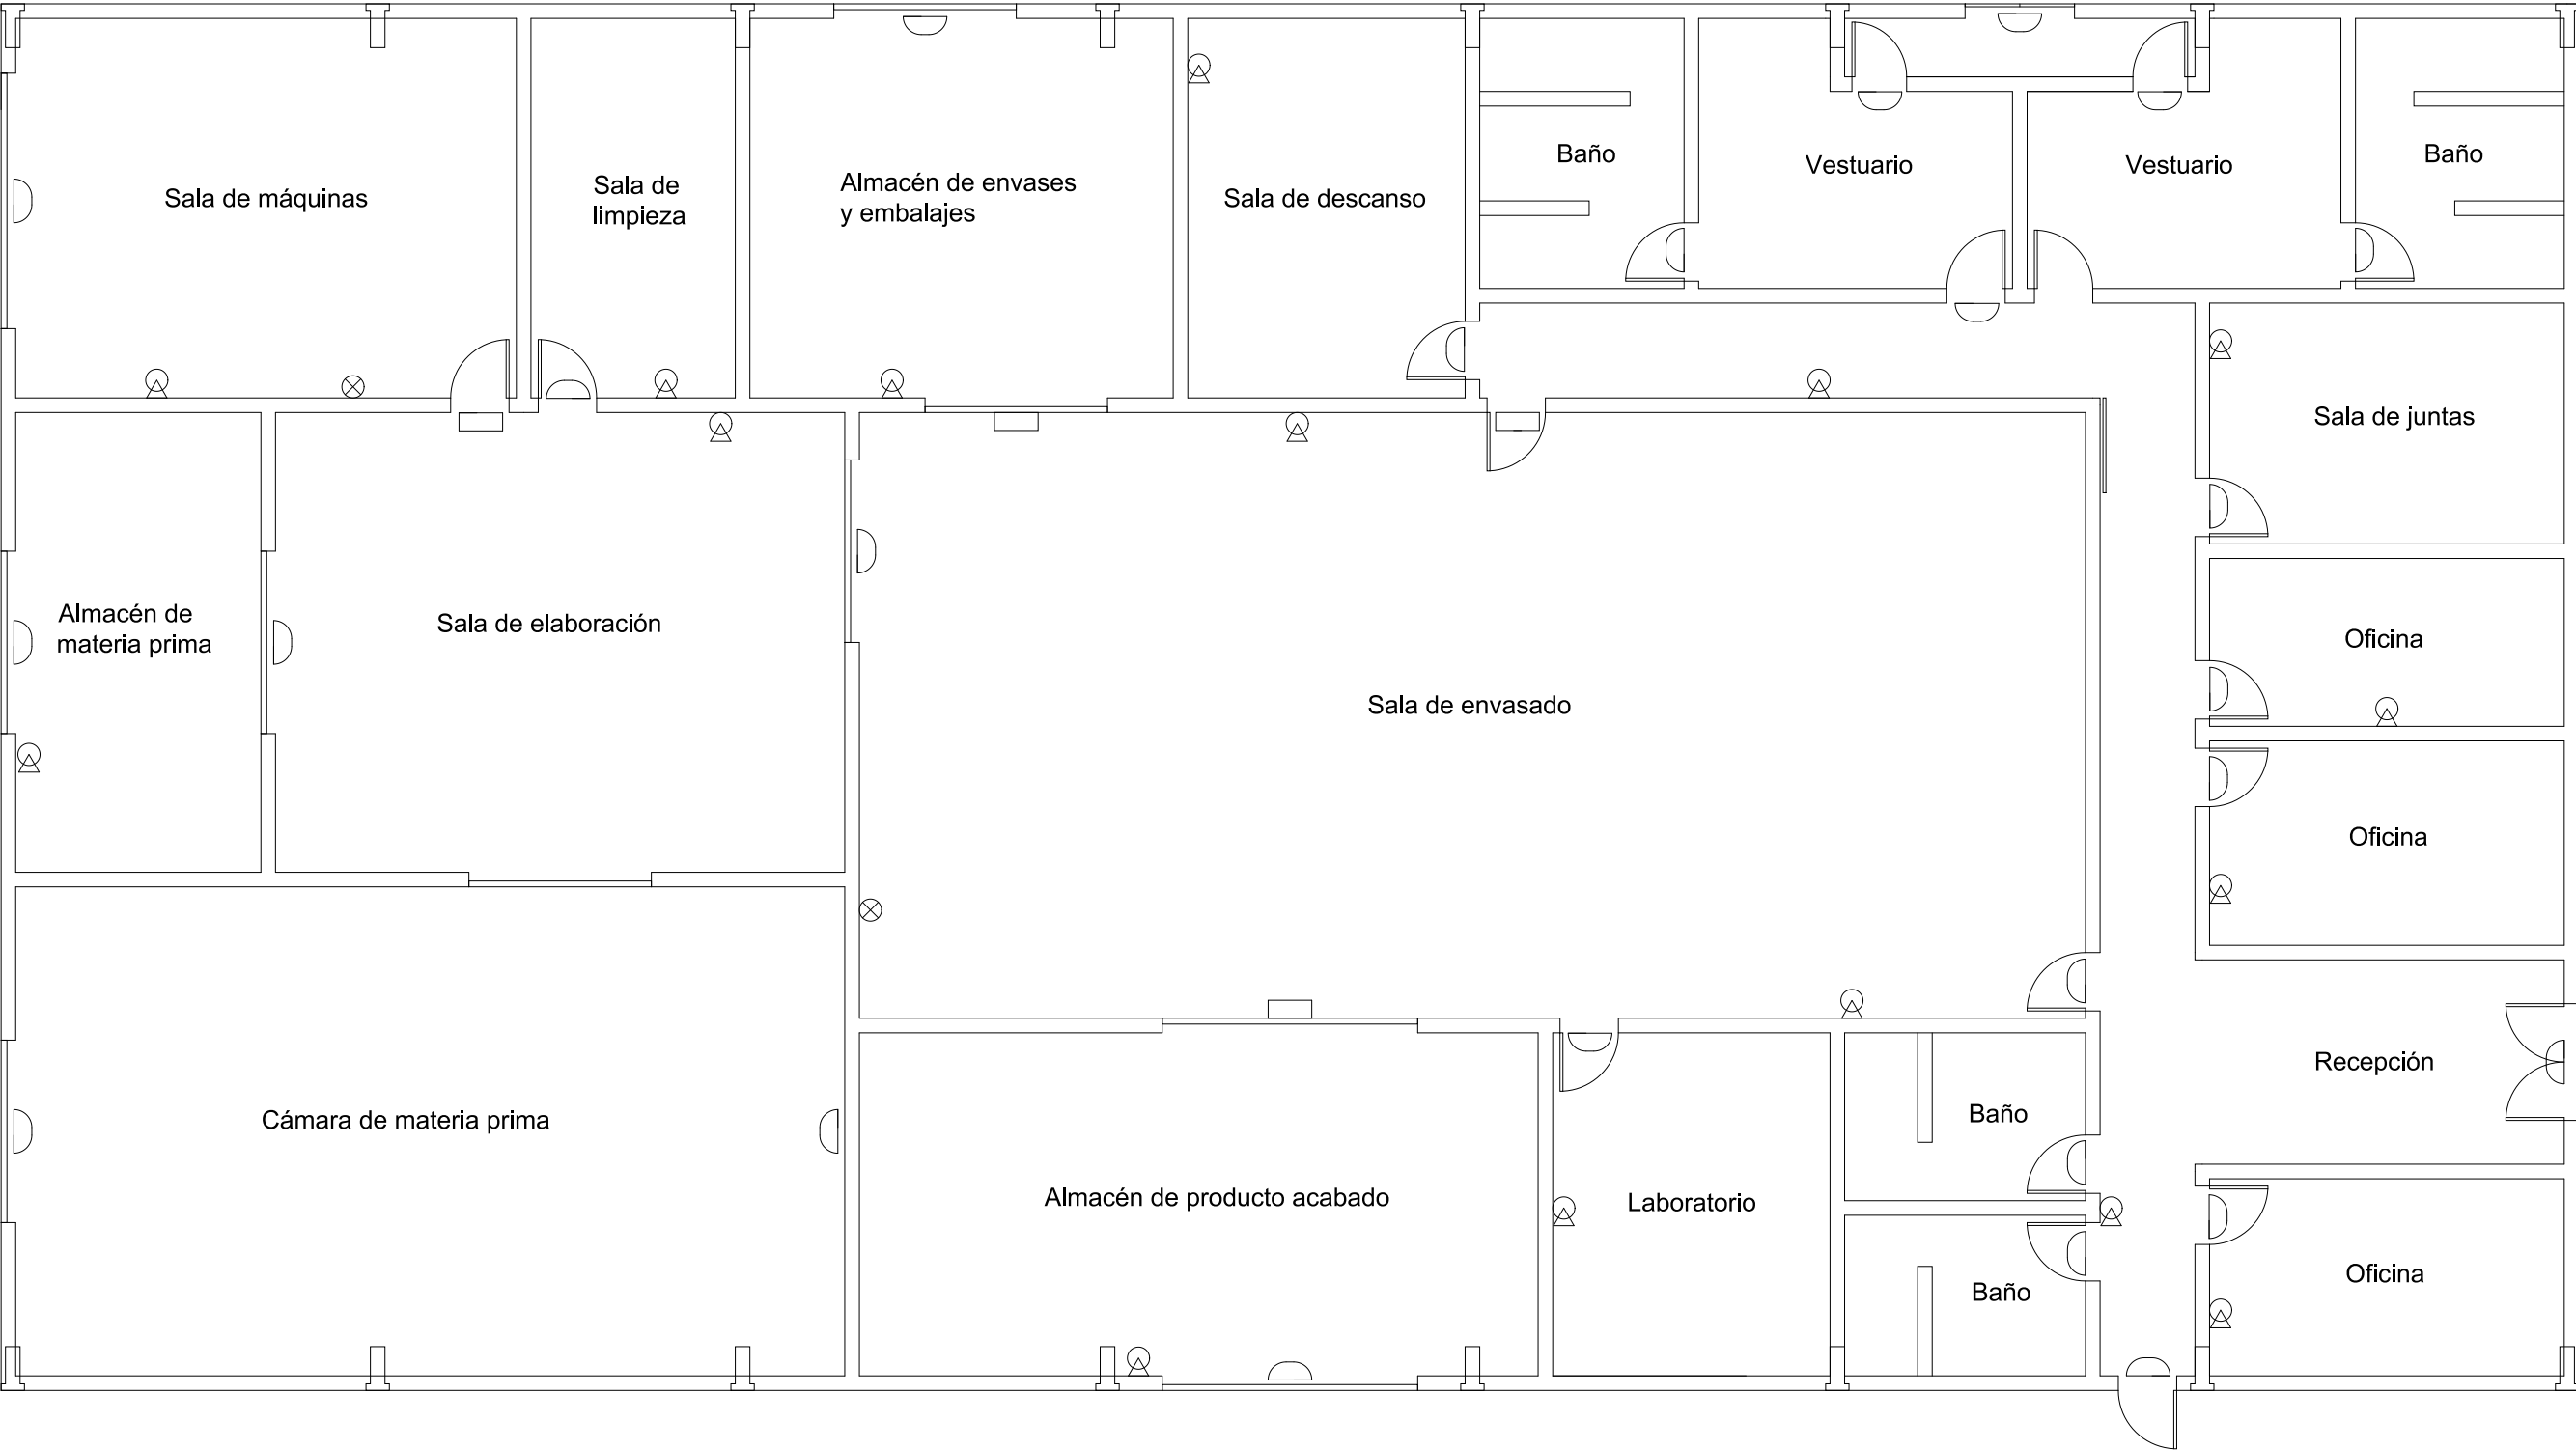 Sala de máquinas
Sala de
limpieza
Almacén de envases
y embalajes
Sala de descanso
Baño
Vestuario
Vestuario
Baño
Sala de juntas
Almacén de
materia prima
Sala de elaboración
Sala de envasado
Oficina
Oficina
Recepción
Cámara de materia prima
Almacén de producto acabado
Laboratorio
Baño
Baño
Oficina